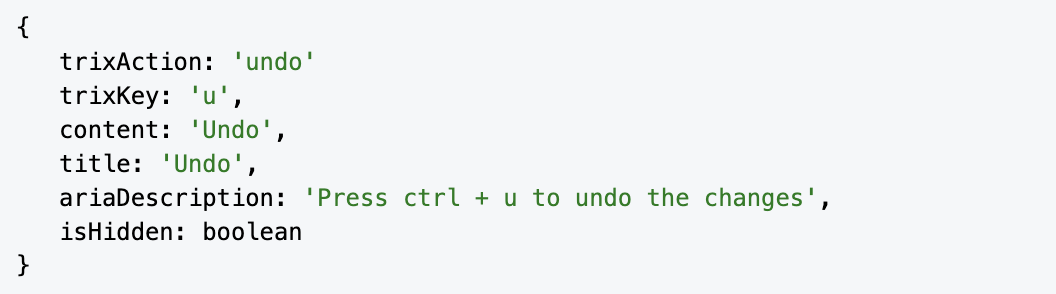 {
   trixAction: 'undo'
   trixKey: 'u',
   content: 'Undo',
   title: 'Undo',
   ariaDescription: 'Press ctrl + u to undo the changes',
   isHidden: boolean
}